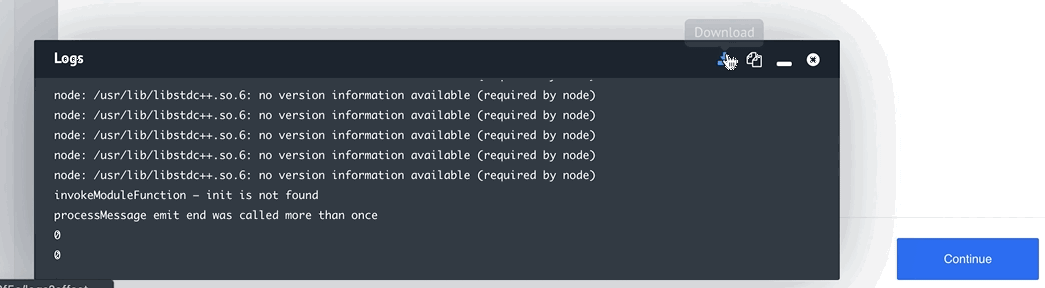 Download
Logs
node: /usr/lib/libstdc++.so.6: no version information available (required by node)
node: /usr/lib/libstdc++.so.6: no version information available (required by node)
node: /usr/lib/libstdc++.so.6: no version information available (required by node)
node: /usr/lib/libstdc++.so.6: no version information available (required by node)
node: /usr/lib/libstdc++.so.6: no version information available (required by node)
invokeModuleFunction – init is not found
processMessage emit end was called more than once
0
0
Continue